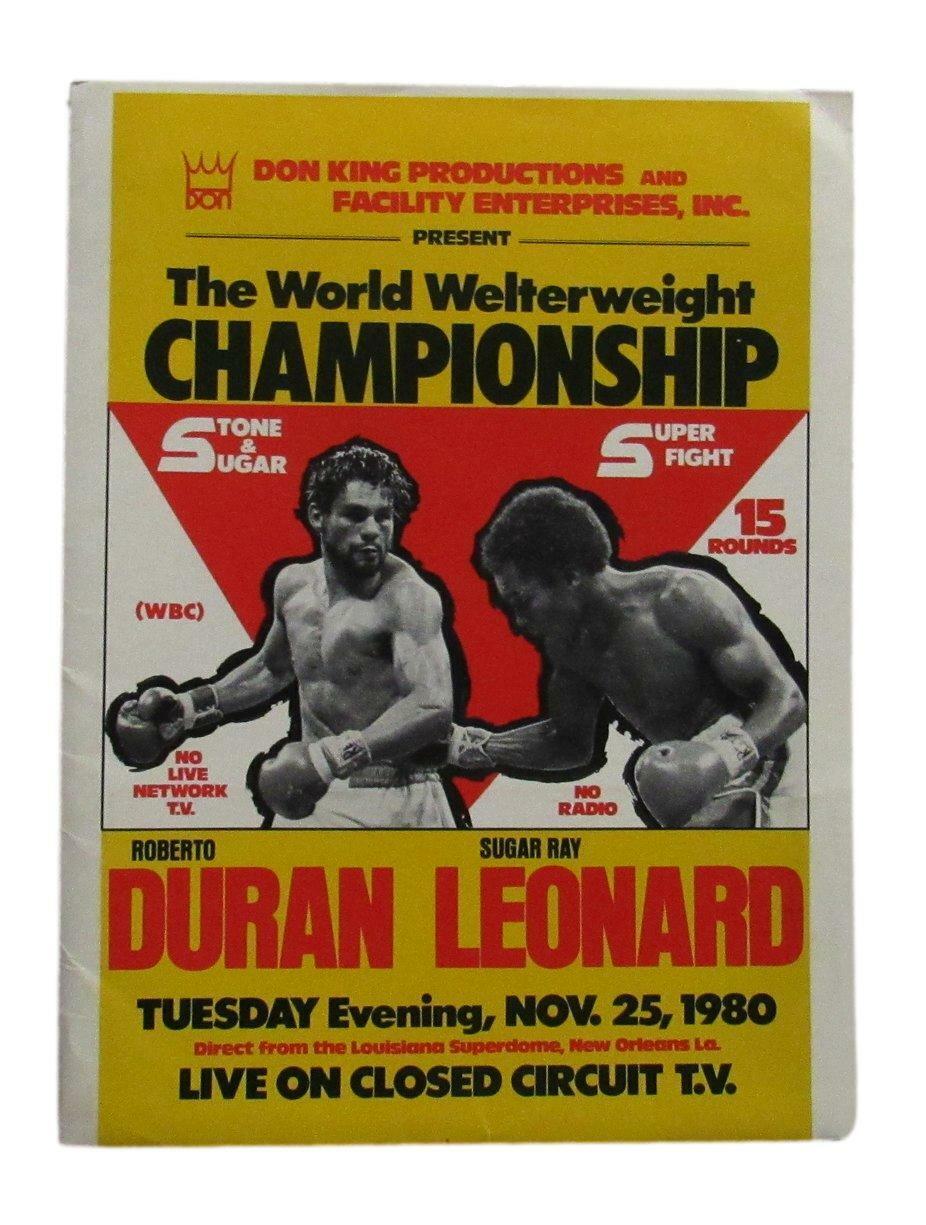 DON
DON KING PRODUCTIONS AND
FACILITY ENTERPRISES, INC.
PRESENT
The World Welterweight
CHAMPIONSHIP
STONE
&
SUGAR
SUPER
FIGHT
15
ROUNDS
(WBC)
NO
LIVE
NETWORK
T.V.
NO
RADIO
ROBERTO
DURAN
SUGAR RAY
LEONARD
TUESDAY Evening, NOV. 25, 1980
Direct from the Louisiana Superdome, New Orleans La.
LIVE ON CLOSED CIRCUIT T.V.